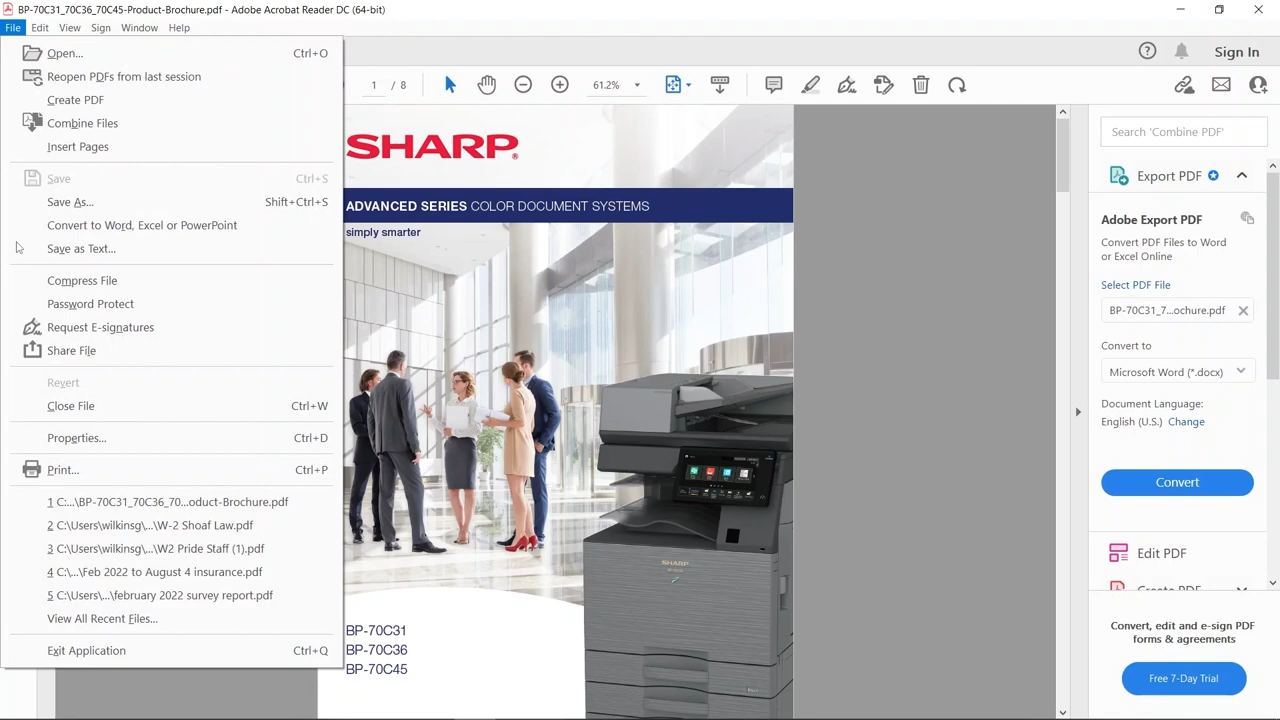 BP-70C31_70C36_70C45-Product-Brochure.pdf - Adobe Acrobat Reader DC (64-bit)
File Edit View Sign Window Help
Open... Ctrl+O
Reopen PDFs from last session
Create PDF
Combine Files
Insert Pages
Save Ctrl+S
Save As... Shift+Ctrl+S
Convert to Word, Excel or PowerPoint
Save as Text...
Compress File
Password Protect
Request E-signatures
Share File
Revert
Close File Ctrl+W
Properties... Ctrl+D
Print... Ctrl+P
1 C:...\BP-70C31_70C36_70...oduct-Brochure.pdf
2 C:\Users\wilkinsg\...\W-2 Shoaf Law.pdf
3 C:\Users\wilkinsg\...\W2 Pride Staff (1).pdf
4 C:\...\Feb 2022 to August 4 insurance.pdf
5 C:\Users\...\february 2022 survey report.pdf
View All Recent Files...
Exit Application Ctrl+Q
Sign In
1 / 8
61.2%
SHARP®
ADVANCED SERIES COLOR DOCUMENT SYSTEMS
simply smarter
SHARP
BP-70C31
BP-70C36
BP-70C45
Search 'Combine PDF'
Export PDF
Adobe Export PDF
Convert PDF Files to Word
or Excel Online
Select PDF File
BP-70C31_7...ochure.pdf
Convert to
Microsoft Word (*.docx)
Document Language:
English (U.S.) Change
Convert
Edit PDF
Create PDF
Convert, edit and e-sign PDF
forms & agreements
Free 7-Day Trial